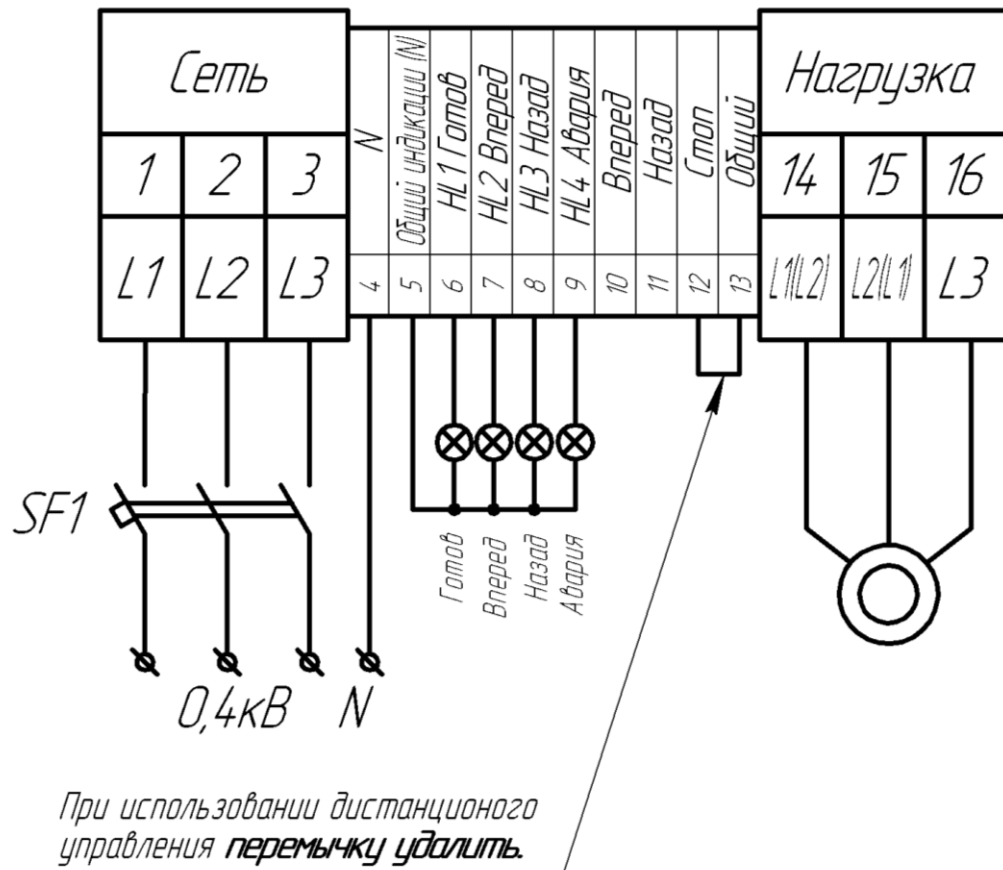 Сеть
Нагрузка
1
2
3
L1
L2
L3
N
Общий индикации (N)
HL1 Готов
HL2 Вперед
HL3 Назад
HL4 Авария
Вперед
Назад
Стоп
Общий
4
5
6
7
8
9
10
11
12
13
14
15
16
L1(L2)
L2(L1)
L3
SF1
Готов
Вперед
Назад
Авария
0,4кВ
N
При использовании дистанционого
управления перемычку удалить.